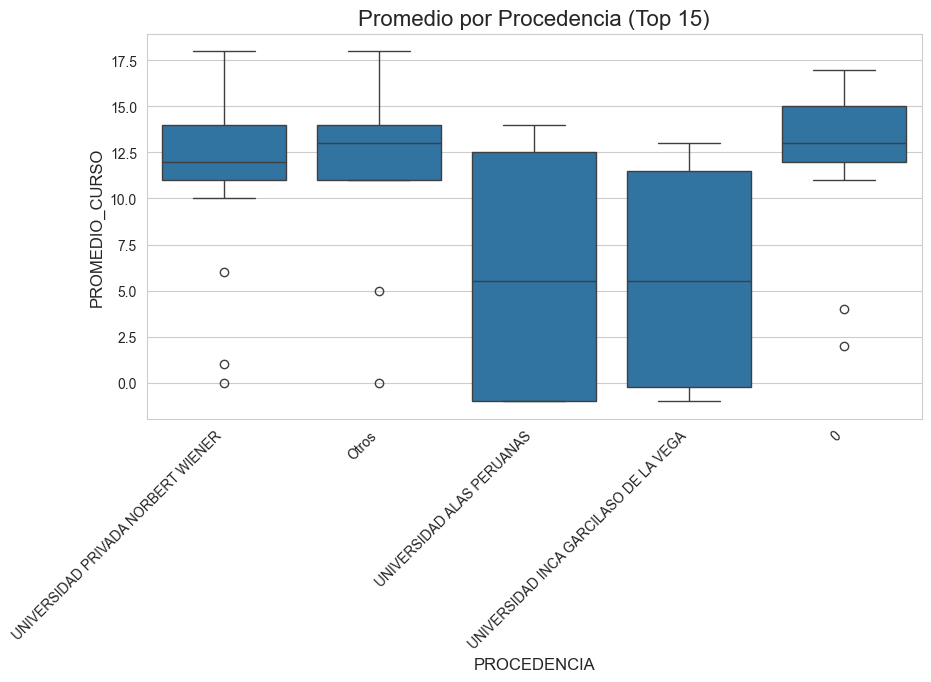 Promedio por Procedencia (Top 15)
PROMEDIO_CURSO
17.5
15.0
12.5
10.0
7.5
5.0
2.5
0.0
UNIVERSIDAD PRIVADA NORBERT WIENER
Otros
UNIVERSIDAD ALAS PERUANAS
UNIVERSIDAD INCA GARCILASO DE LA VEGA
0
PROCEDENCIA